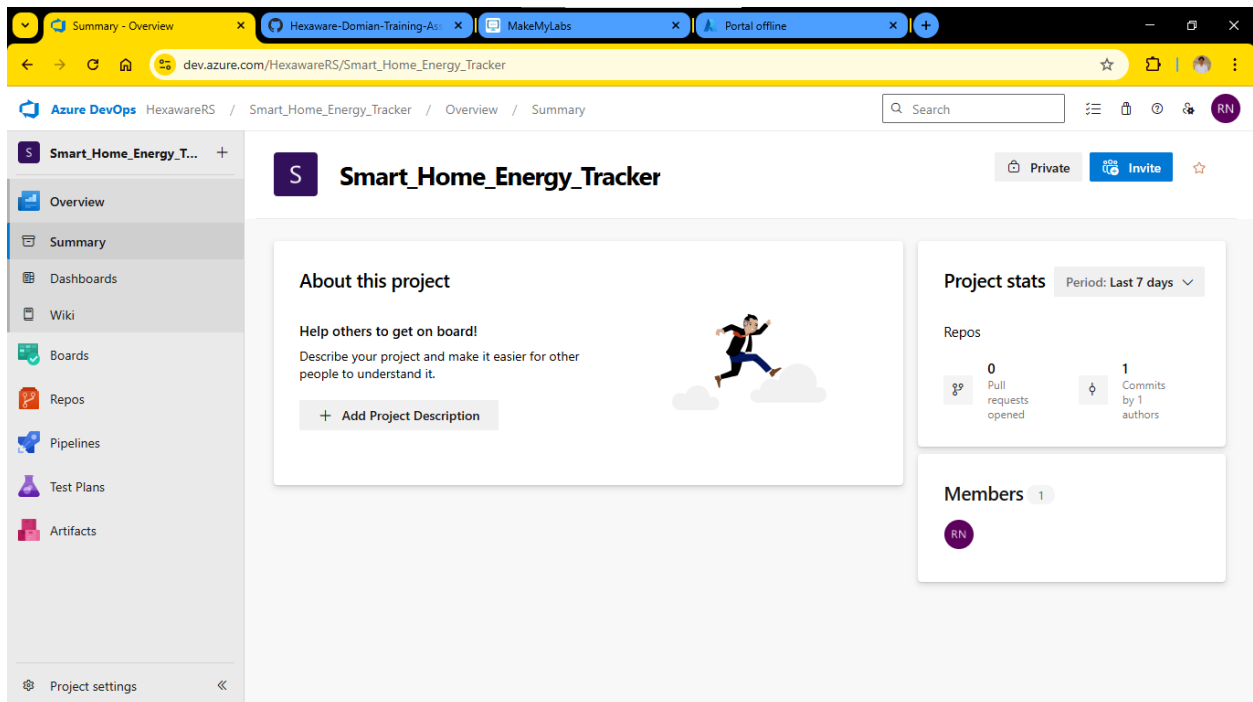 Summary - Overview
Hexaware-Domian-Training-Ass
MakeMyLabs
Portal offline
dev.azure.com/HexawareRS/Smart_Home_Energy_Tracker
Azure DevOps HexawareRS / Smart_Home_Energy_Tracker / Overview / Summary
Search
RN
S Smart_Home_Energy_T...
Overview
Summary
Dashboards
Wiki
Boards
Repos
Pipelines
Test Plans
Artifacts
Project settings
S Smart_Home_Energy_Tracker
Private
Invite
About this project
Help others to get on board!
Describe your project and make it easier for other
people to understand it.
+ Add Project Description
Project stats
Period: Last 7 days
Repos
0
Pull
requests
opened
1
Commits
by 1
authors
Members 1
RN